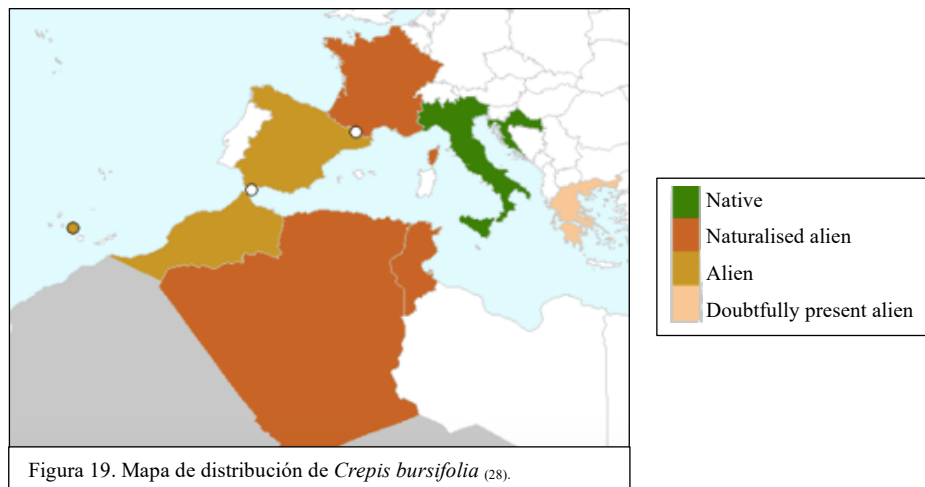 Native
Naturalised alien
Alien
Doubtfully present alien
Figura 19. Mapa de distribución de Crepis bursifolia (28).